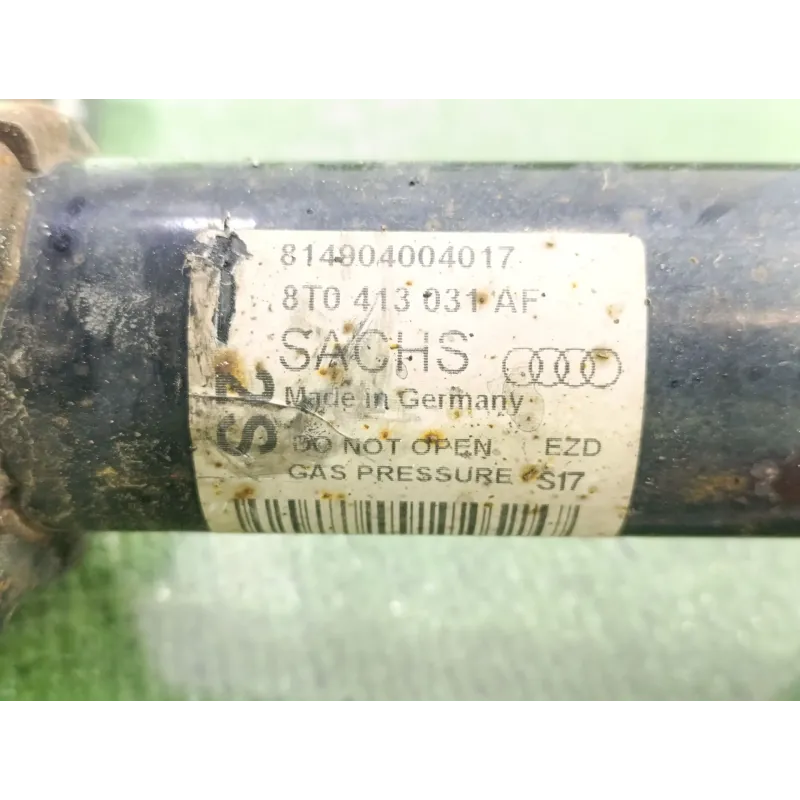 814904004017
8T0 413 031 AF
SACHS
Made in Germany
DO NOT OPEN EZD
GAS PRESSURE S17